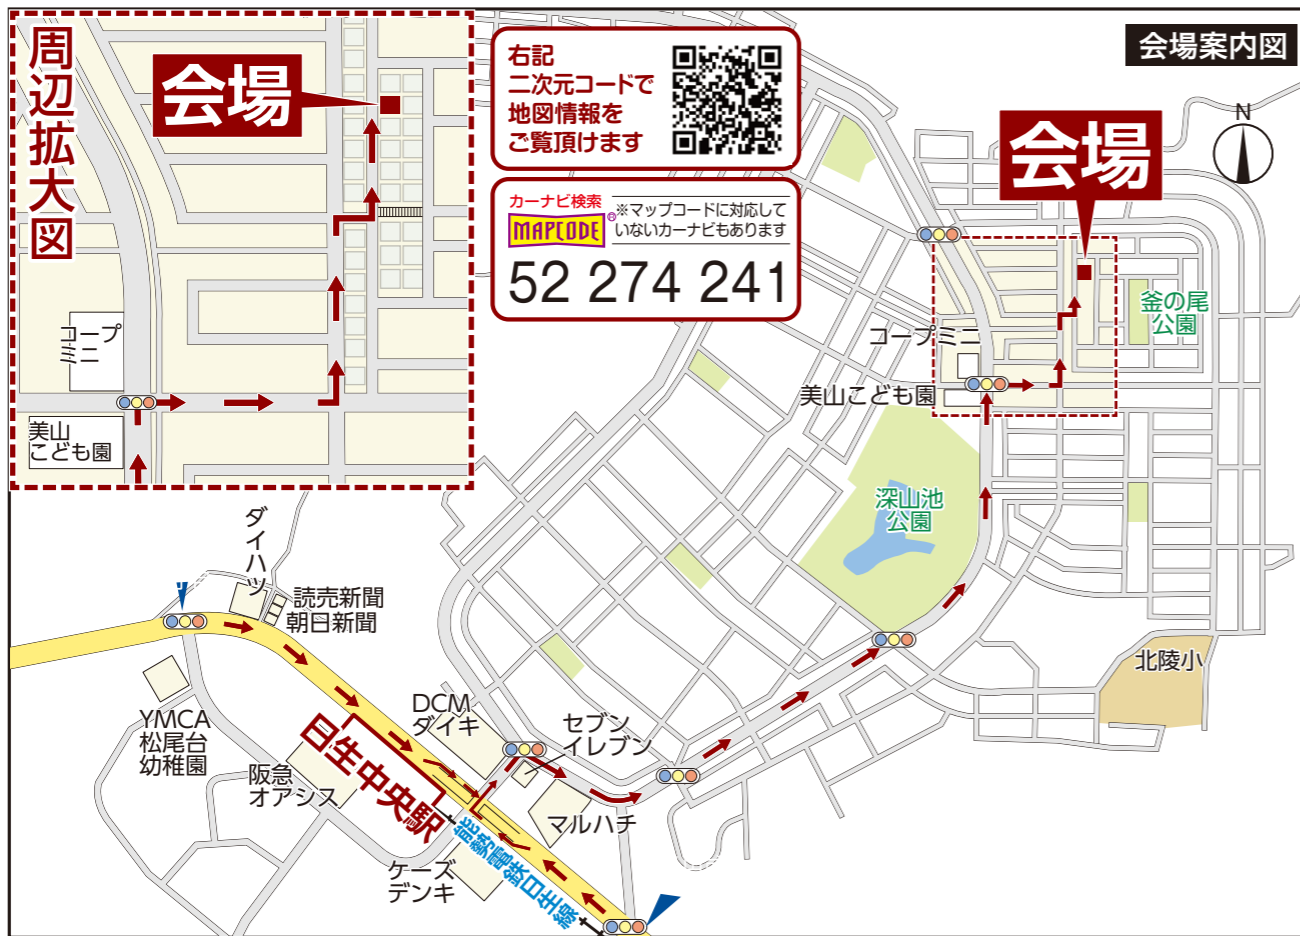 周辺拡大図
会場
コープ
ミニ
美山
こども園
右記
二次元コードで
地図情報を
ご覧頂けます
カーナビ検索
MAPCODE®
※マップコードに対応して
いないカーナビもあります
52 274 241
会場案内図
N
会場
釜の尾
公園
コープミニ
美山こども園
深山池
公園
北陵小
ダイハツ
読売新聞
朝日新聞
YMCA
松尾台
幼稚園
阪急
オアシス
日生中央駅
DCM
ダイキ
セブン
イレブン
マルハチ
ケーズ
デンキ
能勢電鉄日生線